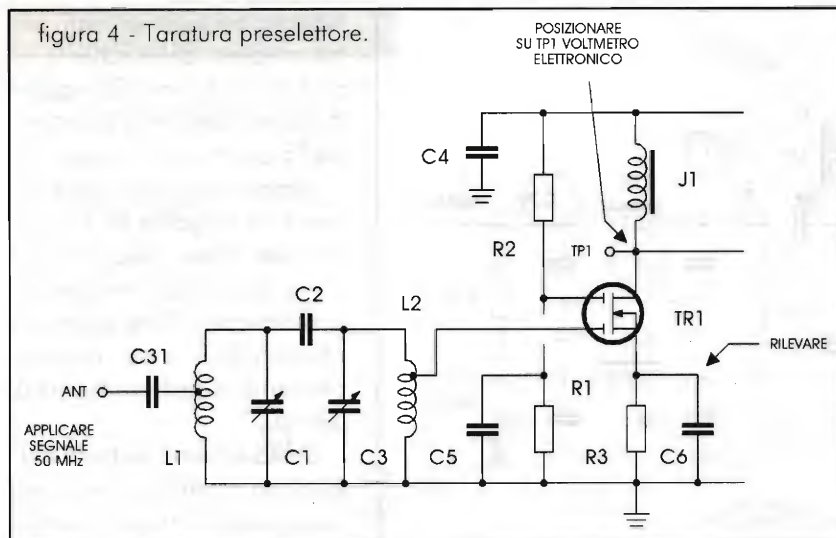 figura 4 - Taratura preselettore.
POSIZIONARE
SU TP1 VOLTMETRO
ELETTRONICO
C4
J1
R2
TP1
C2
L2
TR1
C31
RILEVARE
ANT
R1
APPLICARE
SEGNALE
50 MHz
L1
C1
C3
C5
R3
C6